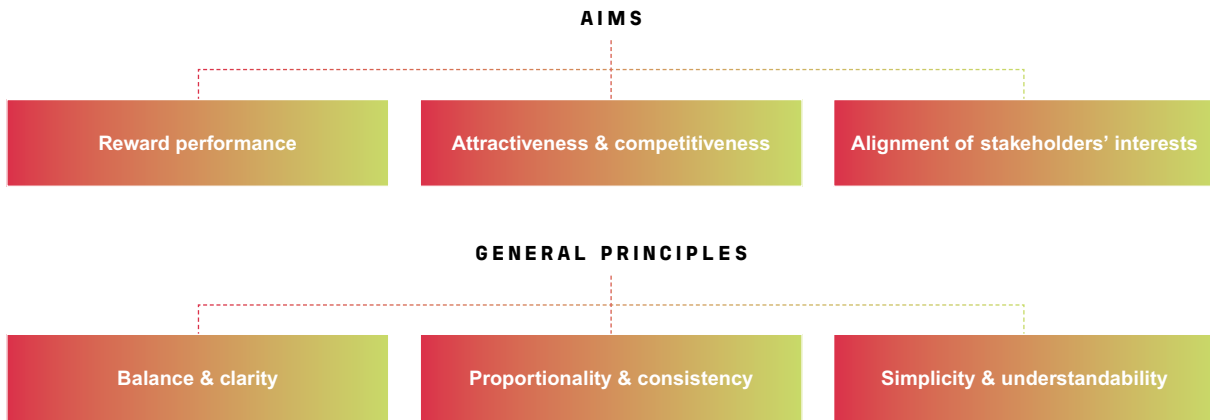 AIMS
Reward performance
Attractiveness & competitiveness
Alignment of stakeholders’ interests
GENERAL PRINCIPLES
Balance & clarity
Proportionality & consistency
Simplicity & understandability